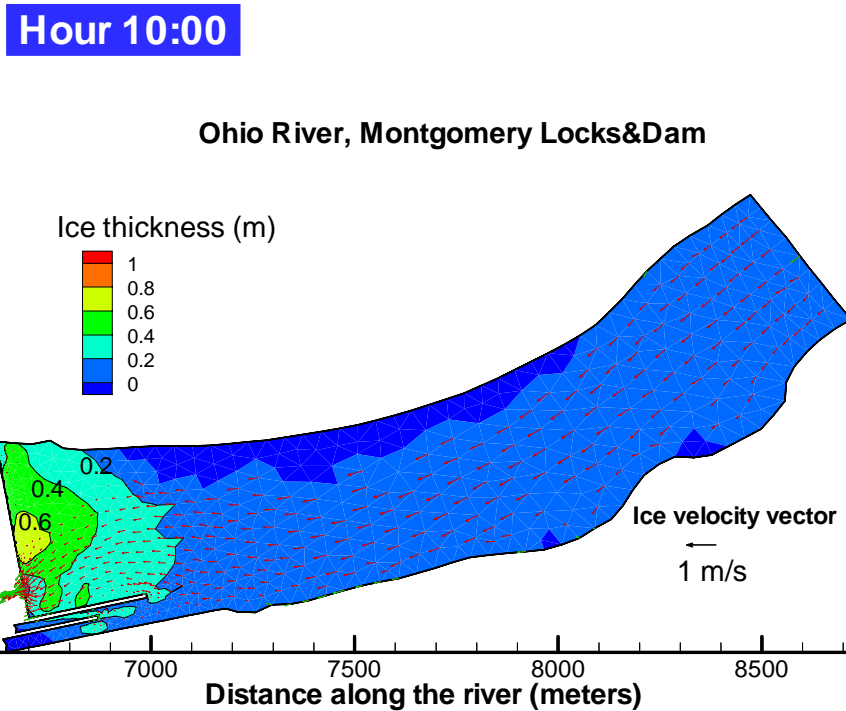 Hour 10:00
Ohio River, Montgomery Locks&Dam
Ice thickness (m)
1
0.8
0.6
0.4
0.2
0
0.2
0.4
0.6
Ice velocity vector
1 m/s
7000 7500 8000 8500
Distance along the river (meters)